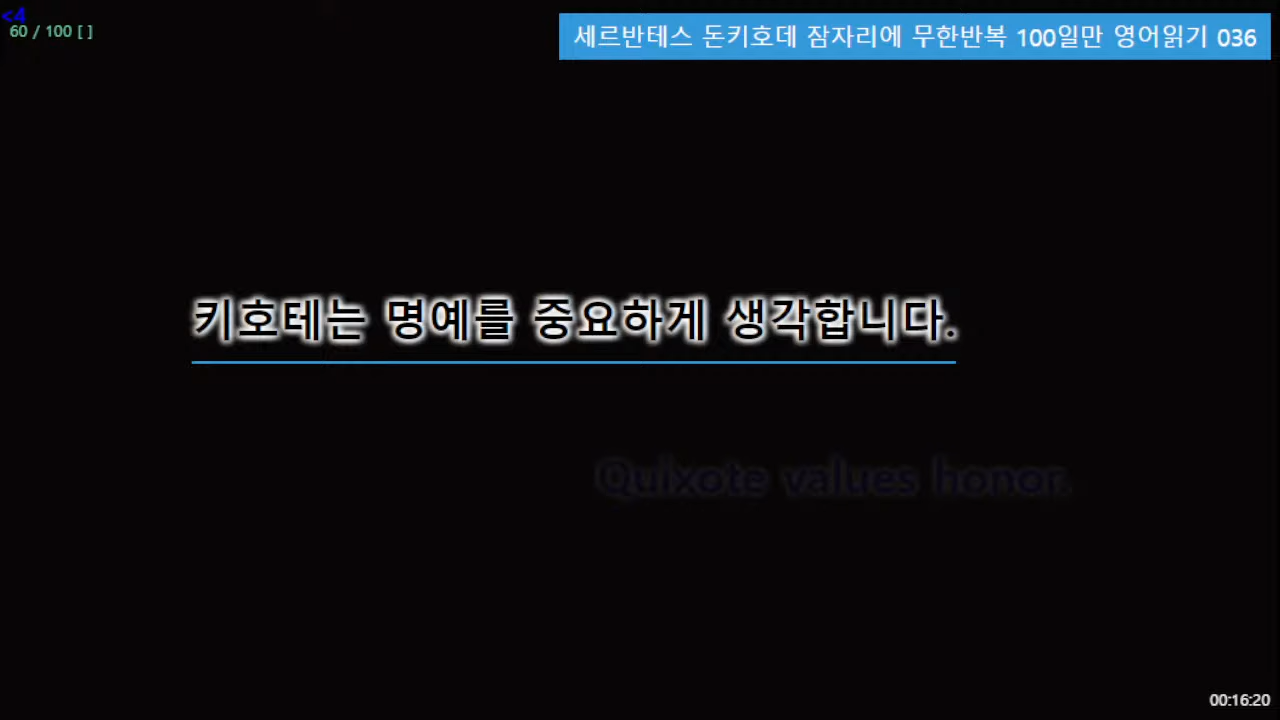 <4
60 / 100 [ ]
세르반테스 돈키호데 잠자리에 무한반복 100일만 영어읽기 036
키호테는 명예를 중요하게 생각합니다.
Quixote values honor.
00:16:20